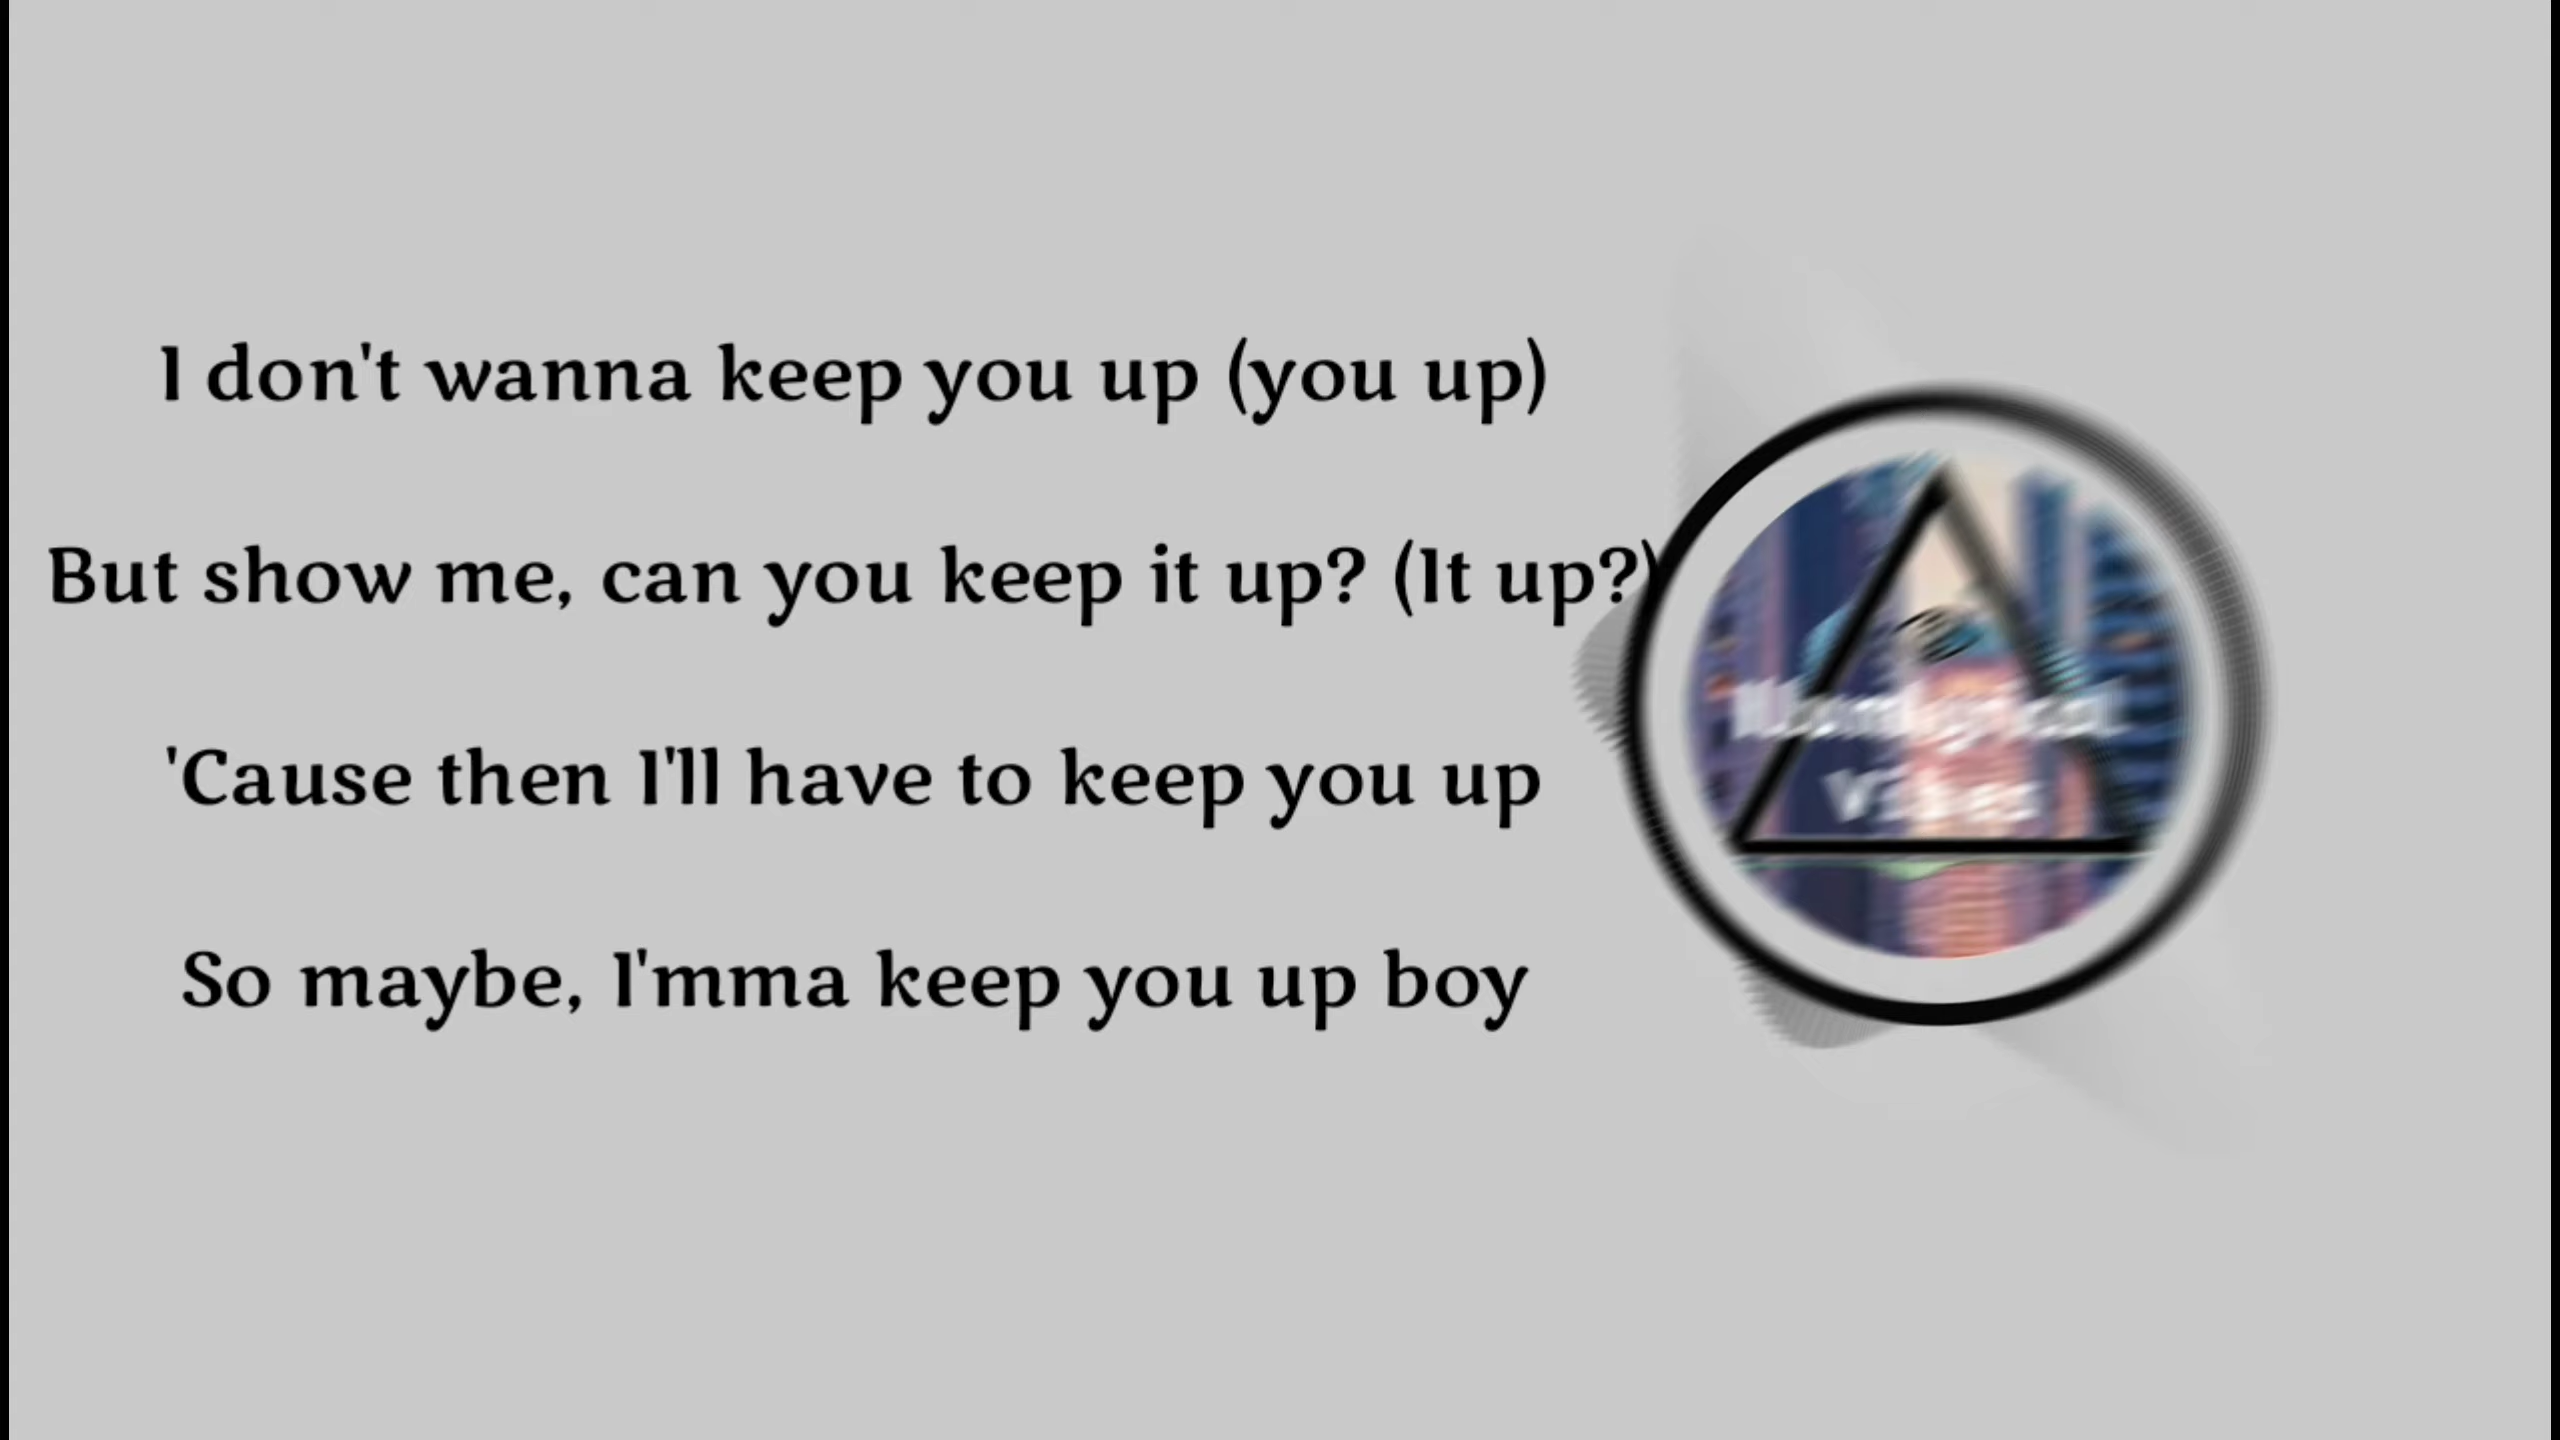 I don't wanna keep you up (you up)
But show me, can you keep it up? (It up?)
'Cause then I'll have to keep you up
So maybe, I'mma keep you up boy